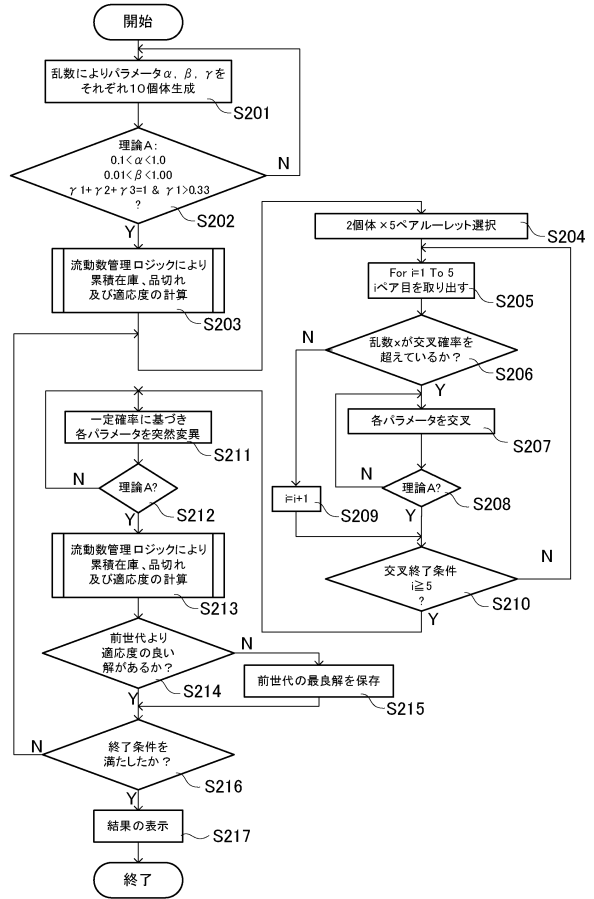 開始
乱数によりパラメータα, β, γを
それぞれ10個体生成
S201
理論A:
0.1<α<1.0
0.01<β<1.00
γ1+γ2+γ3=1 & γ1>0.33
?
S202
N
Y
流動数管理ロジックにより
累積在庫、品切れ
及び適応度の計算
S203
2個体×5ペアルーレット選択
S204
For i=1 To 5
iペア目を取り出す
S205
乱数xが交叉確率を
超えているか?
S206
N
Y
各パラメータを交叉
S207
理論A?
S208
N
Y
i=i+1
S209
交叉終了条件
i≧5
?
S210
N
Y
一定確率に基づき
各パラメータを突然変異
S211
理論A?
S212
N
Y
流動数管理ロジックにより
累積在庫、品切れ
及び適応度の計算
S213
前世代より
適応度の良い
解があるか?
S214
N
Y
前世代の最良解を保存
S215
終了条件を
満たしたか?
S216
N
Y
結果の表示
S217
終了